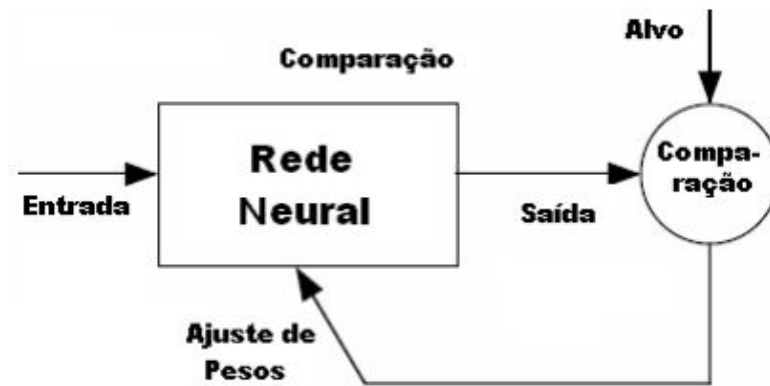 Alvo
Comparação
Rede
Neural
Compa-
ração
Entrada
Saída
Ajuste de
Pesos